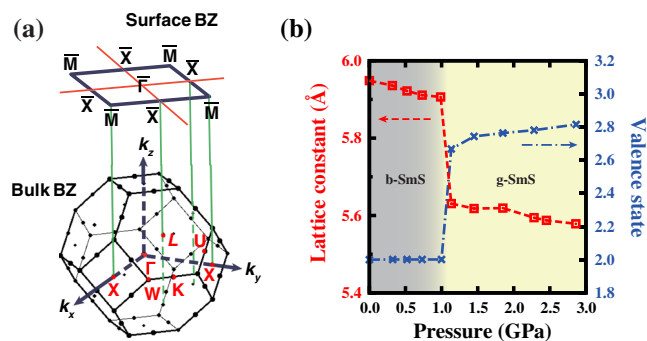 (a)
Surface BZ
M̅
X̅
X̅
Γ̅
X̅
X̅
M̅
M̅
M̅
k_z
Bulk BZ
L
U
Γ
X
X
k_y
W
K
k_x
(b)
6.0
5.8
5.6
5.4
Lattice constant (Å)
b-SmS
g-SmS
3.2
3.0
2.8
2.6
2.4
2.2
2.0
1.8
Valence state
0.0 0.5 1.0 1.5 2.0 2.5 3.0
Pressure (GPa)